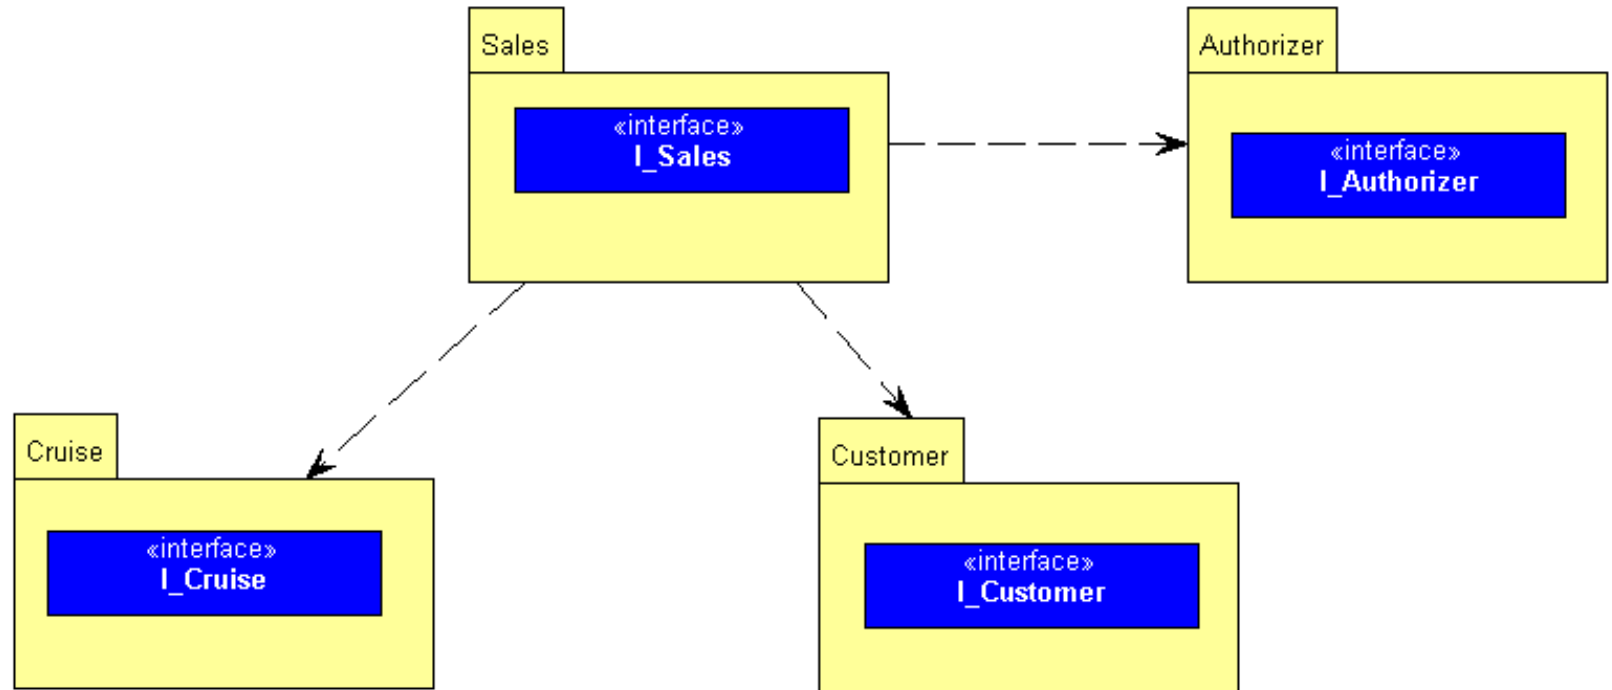 Sales
«interface»
I_Sales
Authorizer
«interface»
I_Authorizer
Cruise
«interface»
I_Cruise
Customer
«interface»
I_Customer